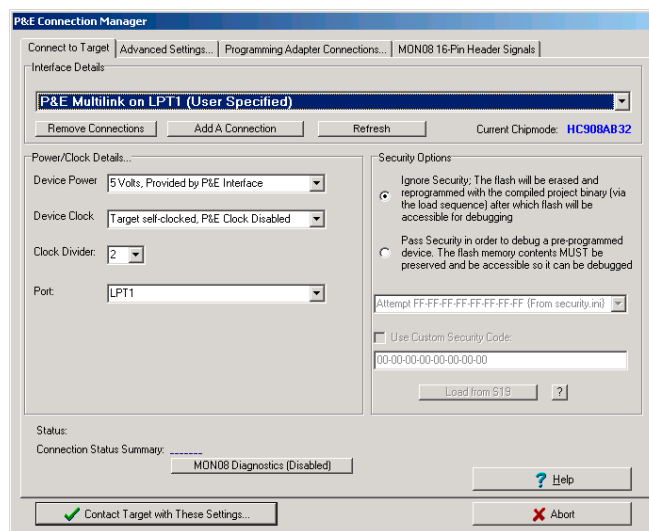 P&E Connection Manager
Connect to Target
Advanced Settings...
Programming Adapter Connections...
MON08 16-Pin Header Signals
Interface Details
P&E Multilink on LPT1 (User Specified)
Remove Connections
Add A Connection
Refresh
Current Chipmode: HC908AB32
Power/Clock Details...
Device Power
5 Volts, Provided by P&E Interface
Device Clock
Target self-clocked, P&E Clock Disabled
Clock Divider:
2
Port:
LPT1
Security Options
Ignore Security; The flash will be erased and
reprogrammed with the compiled project binary (via
the load sequence) after which flash will be
accessible for debugging
Pass Security in order to debug a pre-programmed
device. The flash memory contents MUST be
preserved and be accessible so it can be debugged
Attempt FF-FF-FF-FF-FF-FF-FF-FF (From security.ini)
Use Custom Security Code:
00-00-00-00-00-00-00-00
Load from S19
?
Status:
Connection Status Summary: _______
MON08 Diagnostics (Disabled)
? Help
Contact Target with These Settings...
Abort